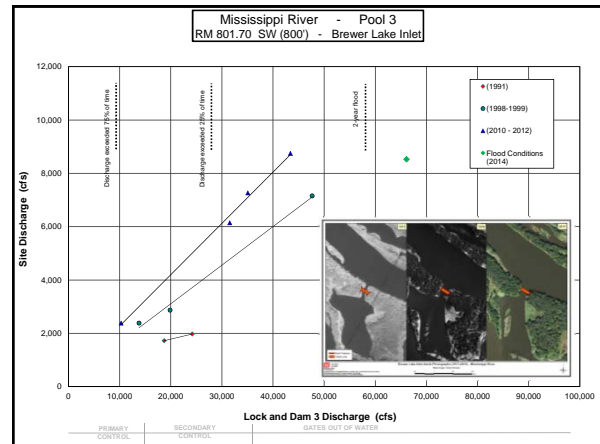 Mississippi River - Pool 3
RM 801.70 SW (800') - Brewer Lake Inlet
12,000
10,000
8,000
6,000
4,000
2,000
0
Site Discharge (cfs)
Discharge exceeded 75% of time
Discharge exceeded 25% of time
2-year flood
(1991)
(1998-1999)
(2010 - 2012)
Flood Conditions
(2014)
0
10,000
20,000
30,000
40,000
50,000
60,000
70,000
80,000
90,000
100,000
Lock and Dam 3 Discharge (cfs)
PRIMARY
CONTROL
SECONDARY
CONTROL
GATES OUT OF WATER